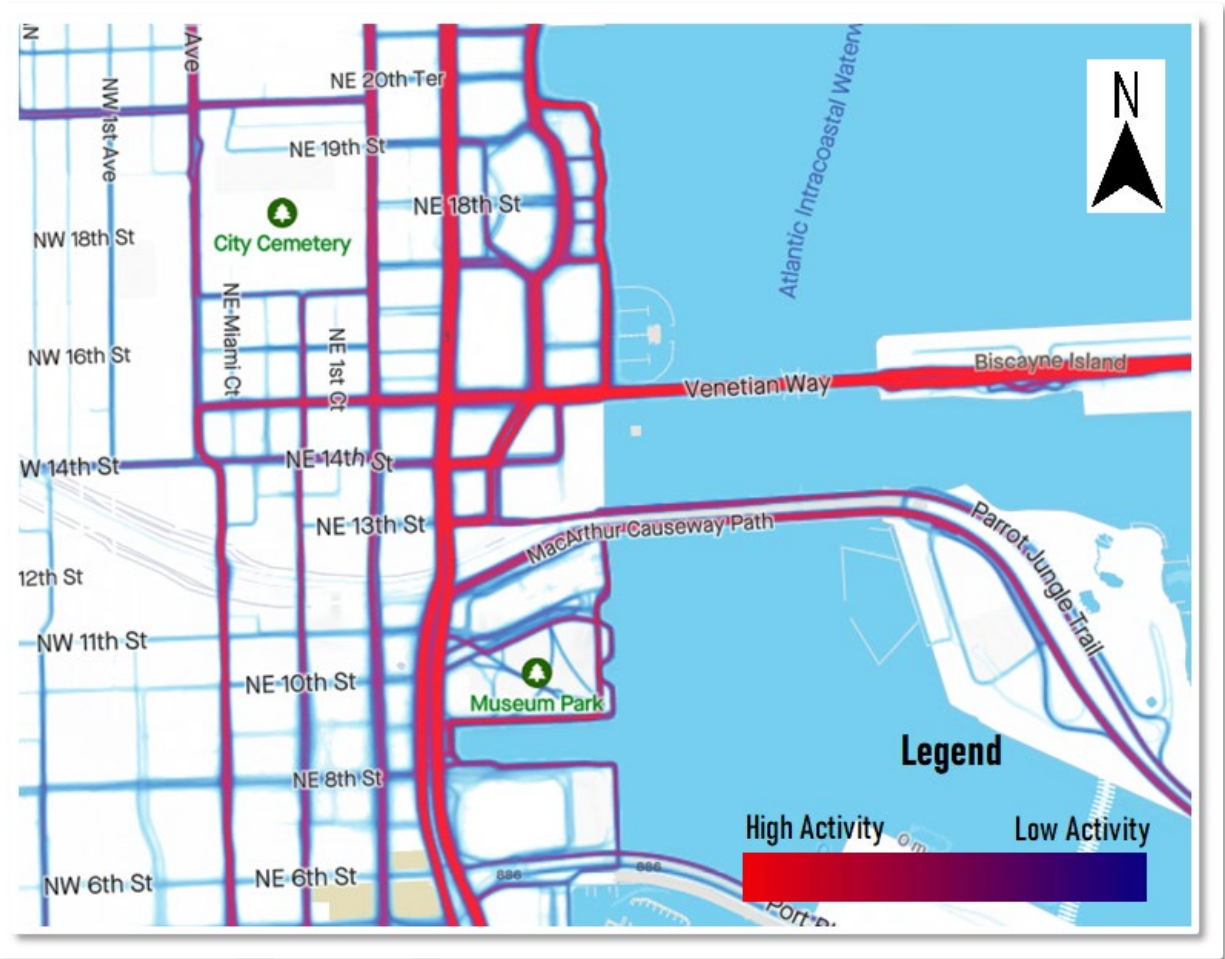 N
Ave
NW 1st Ave
NE 20th Ter
Atlantic Intracoastal Waterw
N
NE 19th St
NE 18th St
NW 18th St
City Cemetery
NE Miami Ct
NE 1st Ct
NW 16th St
Biscayne Island
Venetian Way
W 14th St
NE 14th St
NE 13th St
MacArthur Causeway Path
Parrot Jungle Trail
12th St
NW 11th St
NE 10th St
Museum Park
Legend
NE 8th St
High Activity
Low Activity
NW 6th St
NE 6th St
886
886
Port